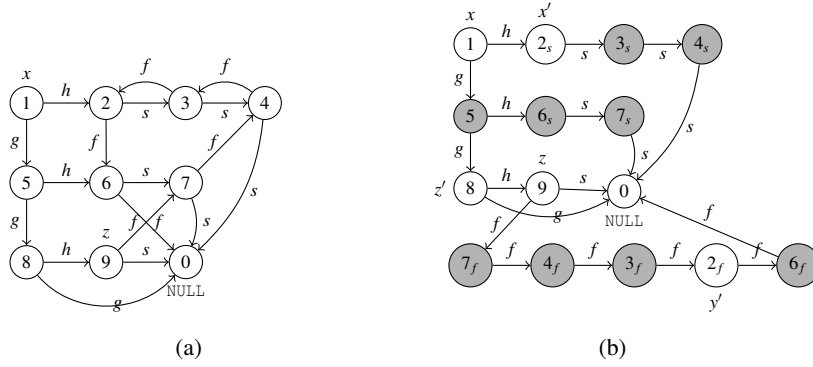 x
f f
1 h 2 s 3 s 4
g f f s
5 h 6 s 7
g z f f s
8 h 9 s 0
g NULL
(a)
x x′
1 h 2s s 3s s 4s
g
5 h 6s s 7s
g z s s
z′ 8 h 9 s 0
f g NULL f
7f f 4f f 3f f 2f f 6f
y′
(b)